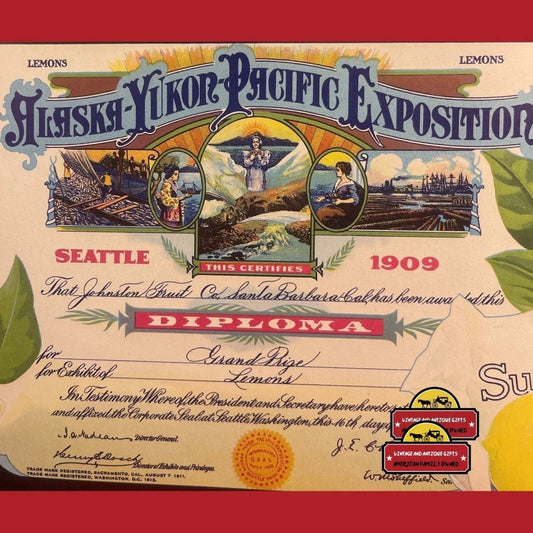 LEMONS LEMONS
ALASKA-YUKON-PACIFIC EXPOSITION
SEATTLE THIS CERTIFIES 1909
That Johnston Fruit Co, Santa Barbara, Cal, has been awa this
DIPLOMA
for Grand Prize
for Exhibit of Lemons
In Testimony Whereof the President and Secretary have hereto
and affixed the Corporate Seal at Seattle Washington, this 16th day
Director General.
J.E.
SEAL
Director of Exhibits and Privileges.
TRADE MARK REGISTERED, SACRAMENTO, CAL., AUGUST 7 1911.
TRADE MARK REGISTERED, WASHINGTON, D.C. 1912.
Su
VINTAGE AND ANTIQUE GIFTS
VINTAGE AND ANTIQUE GIFTS
AMERICAN FAMILY OWNED